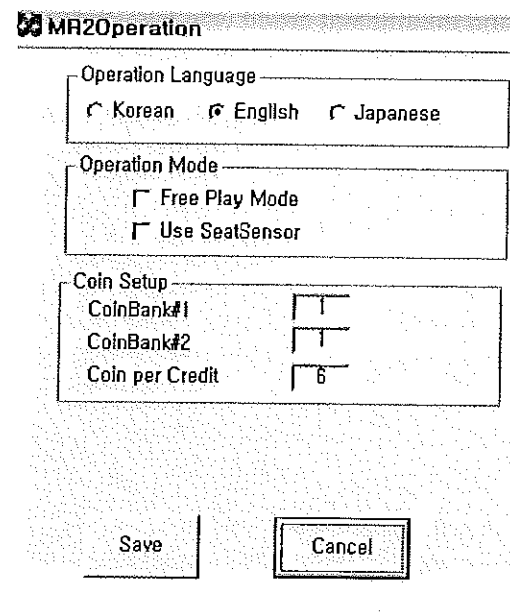 MR2Operation
Operation Language
Korean English Japanese
Operation Mode
Free Play Mode
Use SeatSensor
Coin Setup
CoinBank#1 1
CoinBank#2 1
Coin per Credit 6
Save Cancel